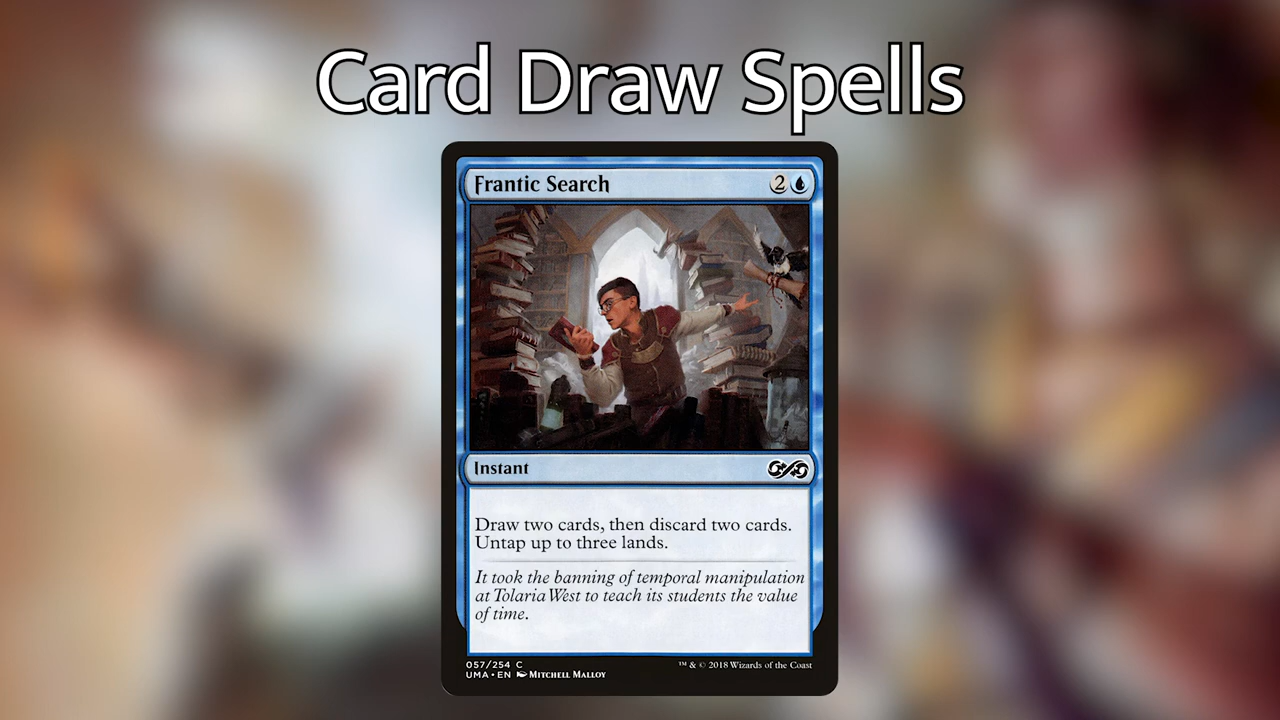 Card Draw Spells
Frantic Search 2
Instant
Draw two cards, then discard two cards.
Untap up to three lands.
It took the banning of temporal manipulation
at Tolaria West to teach its students the value
of time.
057/254 C ™ & © 2018 Wizards of the Coast
UMA • EN Mitchell Malloy